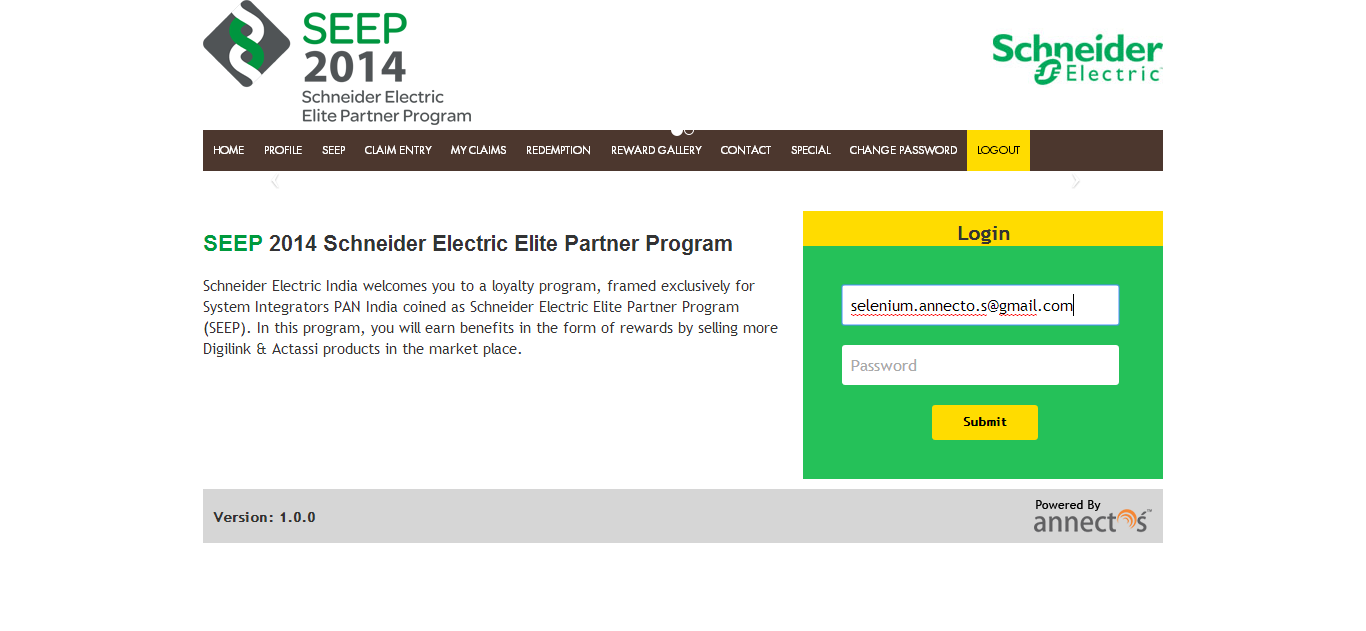 SEEP
2014
Schneider Electric
Elite Partner Program
Schneider
Electric
HOME PROFILE SEEP CLAIM ENTRY MY CLAIMS REDEMPTION REWARD GALLERY CONTACT SPECIAL CHANGE PASSWORD LOGOUT
SEEP 2014 Schneider Electric Elite Partner Program
Schneider Electric India welcomes you to a loyalty program, framed exclusively for
System Integrators PAN India coined as Schneider Electric Elite Partner Program
(SEEP). In this program, you will earn benefits in the form of rewards by selling more
Digilink & Actassi products in the market place.
Login
selenium.annecto.s@gmail.com
Password
Submit
Version: 1.0.0
Powered By
annectoś™